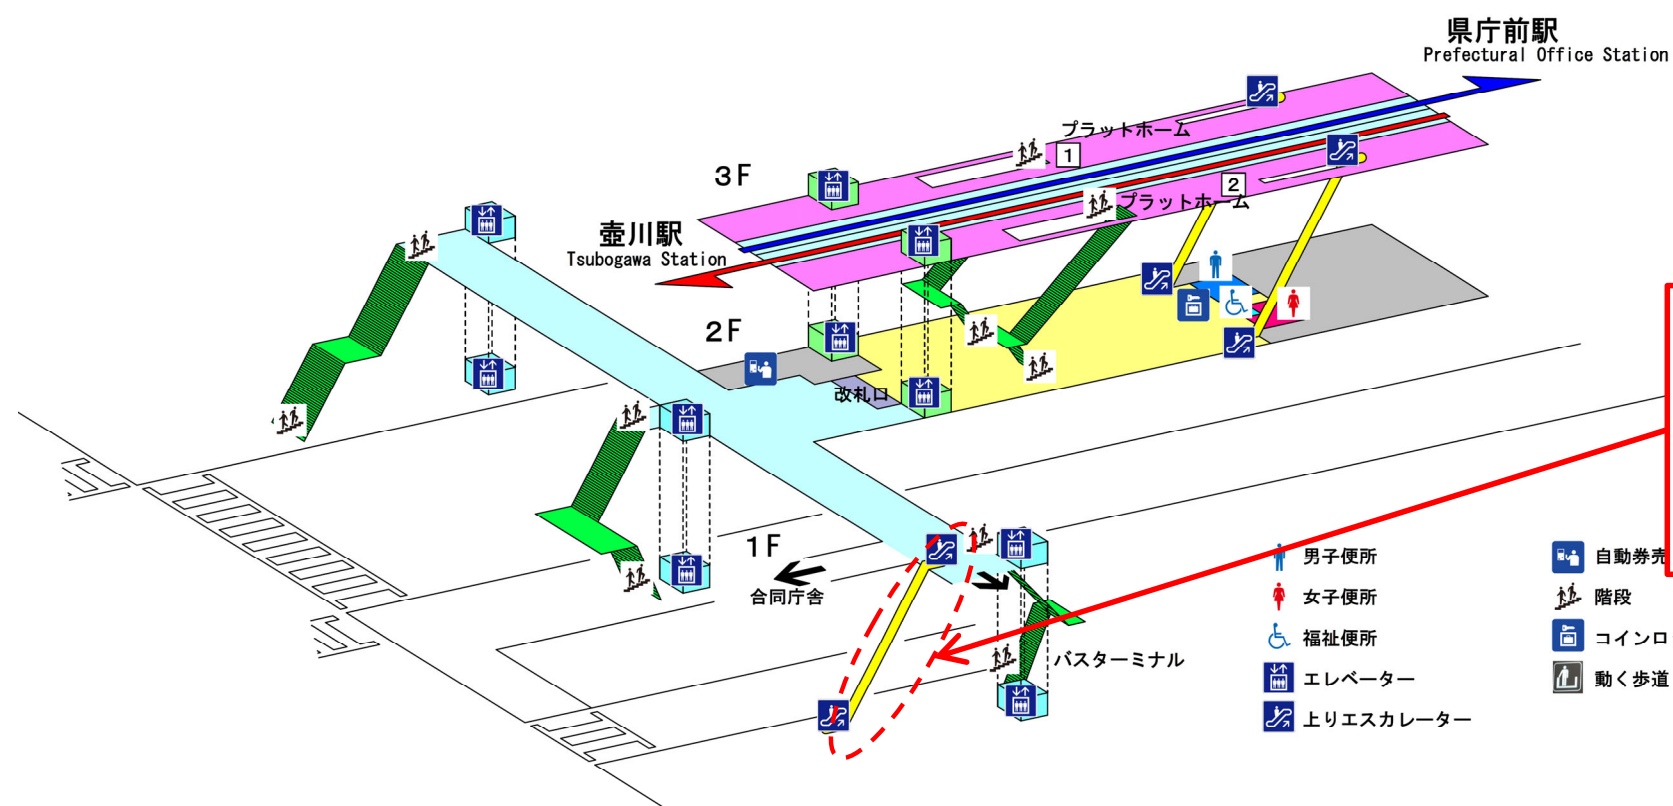 県庁前駅
Prefectural Office Station
プラットホーム
1
3F
2
プラットホーム
壺川駅
Tsubogawa Station
2F
改札口
1F
合同庁舎
バスターミナル
男子便所
女子便所
福祉便所
エレベーター
上りエスカレーター
自動券売
階段
コインロ
動く歩道